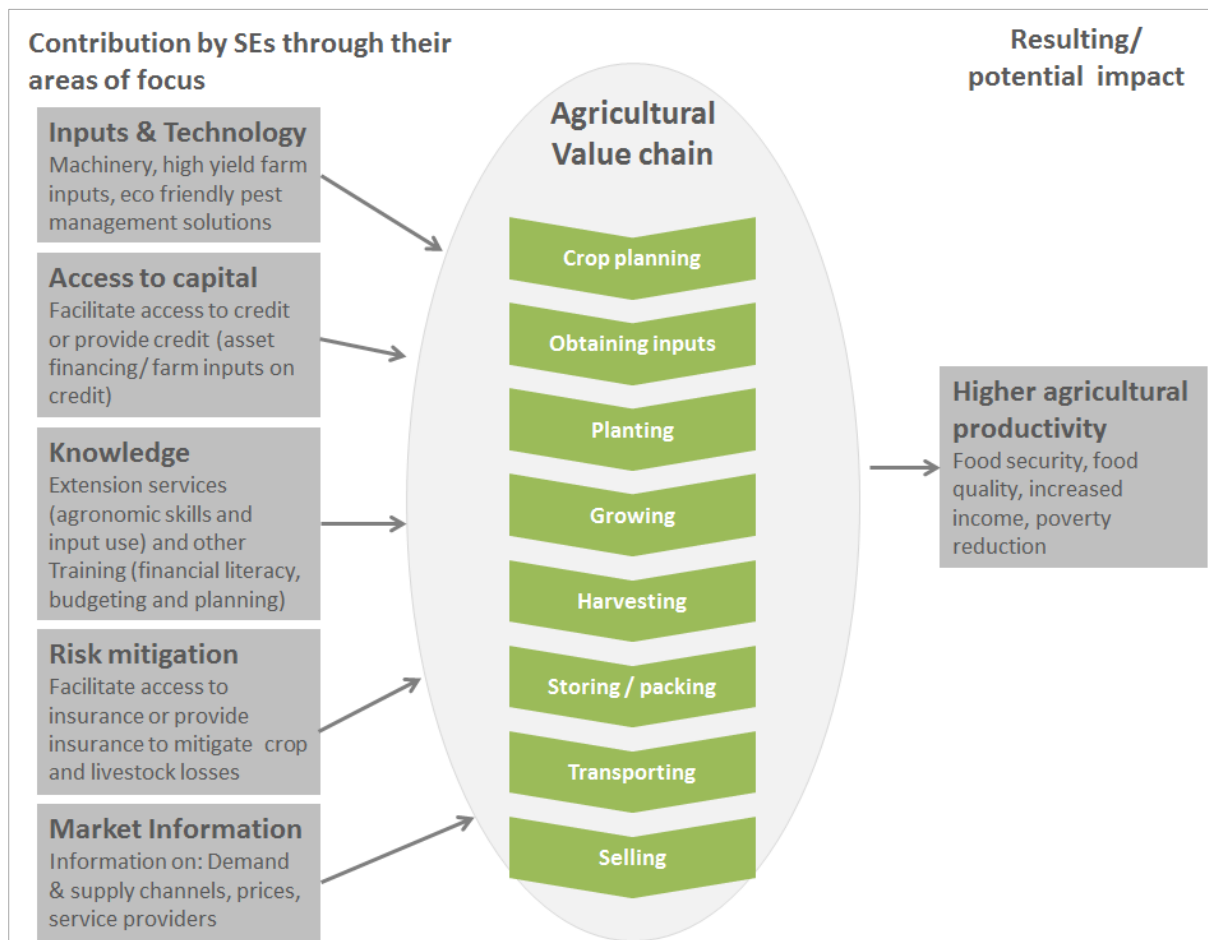 Contribution by SEs through their
areas of focus
Inputs & Technology
Machinery, high yield farm
inputs, eco friendly pest
management solutions
Access to capital
Facilitate access to credit
or provide credit (asset
financing/ farm inputs on
credit)
Knowledge
Extension services
(agronomic skills and
input use) and other
Training (financial literacy,
budgeting and planning)
Risk mitigation
Facilitate access to
insurance or provide
insurance to mitigate crop
and livestock losses
Market Information
Information on: Demand
& supply channels, prices,
service providers
Agricultural
Value chain
Crop planning
Obtaining inputs
Planting
Growing
Harvesting
Storing / packing
Transporting
Selling
Resulting/
potential impact
Higher agricultural
productivity
Food security, food
quality, increased
income, poverty
reduction